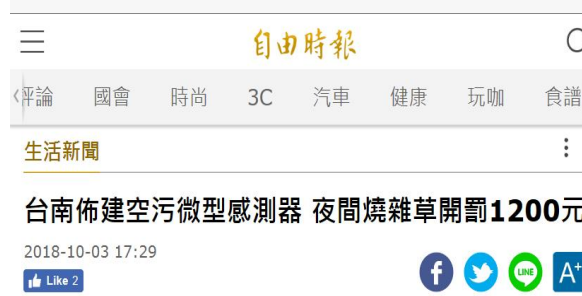 自由時報
評論 國會 時尚 3C 汽車 健康 玩咖 食譜
生活新聞
台南佈建空污微型感測器 夜間燒雜草開罰1200元
2018-10-03 17:29
Like 2
f LINE A+